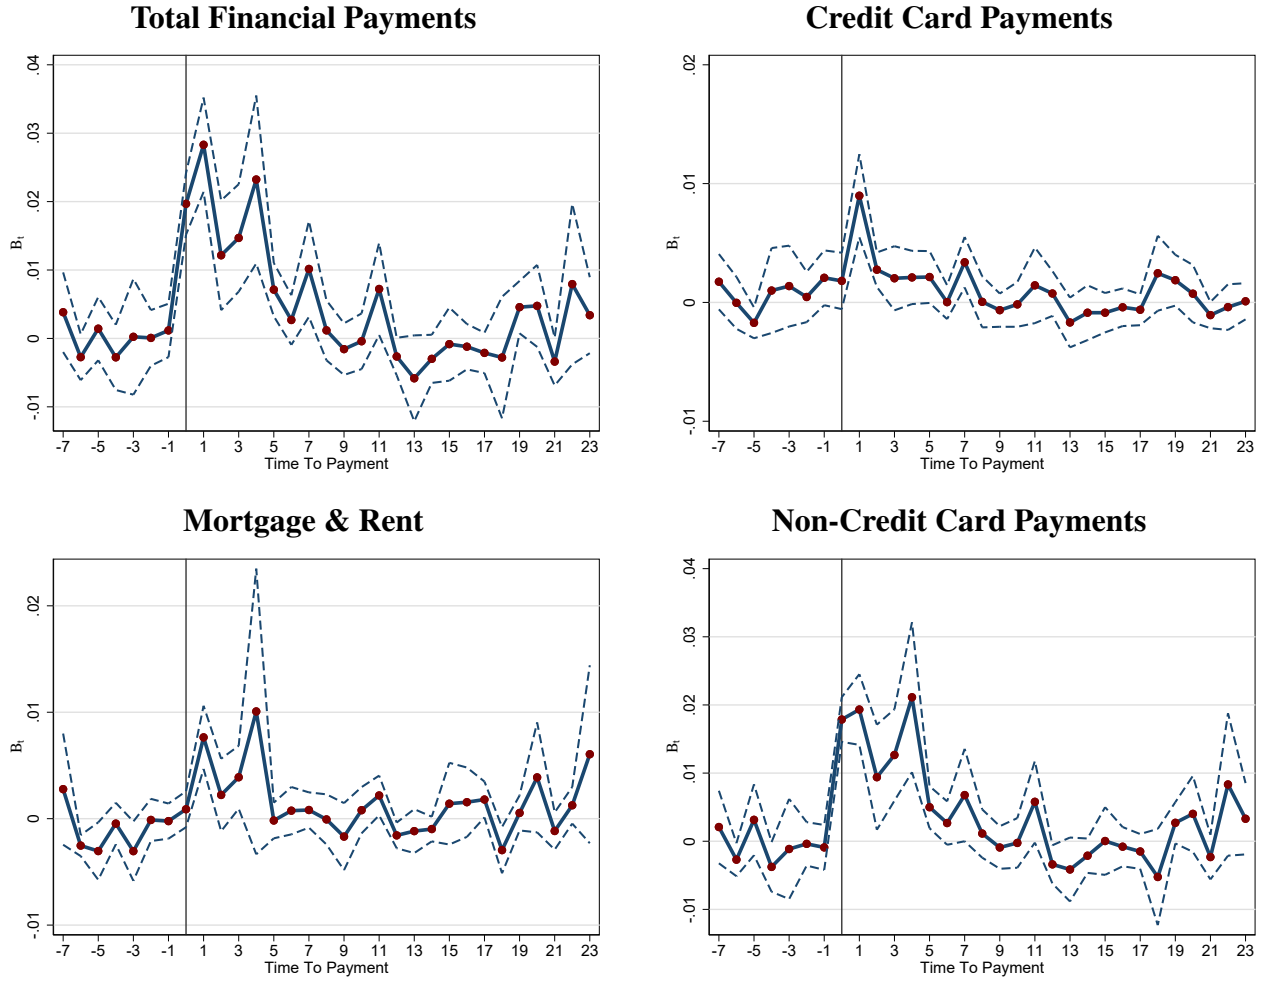 Total Financial Payments
.04
.03
.02
.01
0
-.01
Bt
-7 -5 -3 -1 1 3 5 7 9 11 13 15 17 19 21 23
Time To Payment
Credit Card Payments
.02
.01
0
-.01
Bt
-7 -5 -3 -1 1 3 5 7 9 11 13 15 17 19 21 23
Time To Payment
Mortgage & Rent
.02
.01
0
-.01
Bt
-7 -5 -3 -1 1 3 5 7 9 11 13 15 17 19 21 23
Time To Payment
Non-Credit Card Payments
.04
.03
.02
.01
0
-.01
Bt
-7 -5 -3 -1 1 3 5 7 9 11 13 15 17 19 21 23
Time To Payment